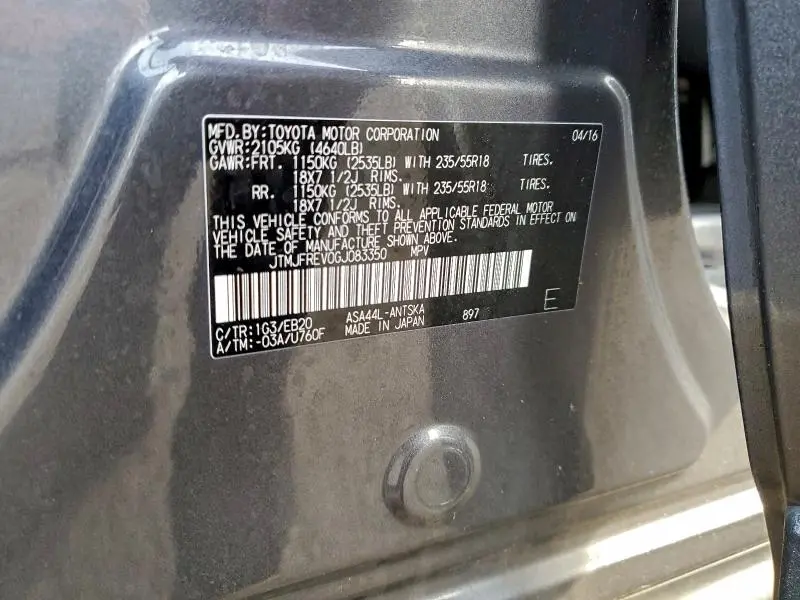 MFD.BY:TOYOTA MOTOR CORPORATION 04/16
GVWR:2105KG (4640LB)
GAWR:FRT. 1150KG (2535LB) WITH 235/55R18 TIRES.
18X7 1/2J RIMS.
RR. 1150KG (2535LB) WITH 235/55R18 TIRES.
18X7 1/2J RIMS.
THIS VEHICLE CONFORMS TO ALL APPLICABLE FEDERAL MOTOR
VEHICLE SAFETY AND THEFT PREVENTION STANDARDS IN EFFECT ON
THE DATE OF MANUFACTURE SHOWN ABOVE.
JTMJFREV0GJ083350 MPV
C/TR:1G3/EB20 ASA44L-ANTSKA
A/TM:-03A/U760F MADE IN JAPAN 897 E